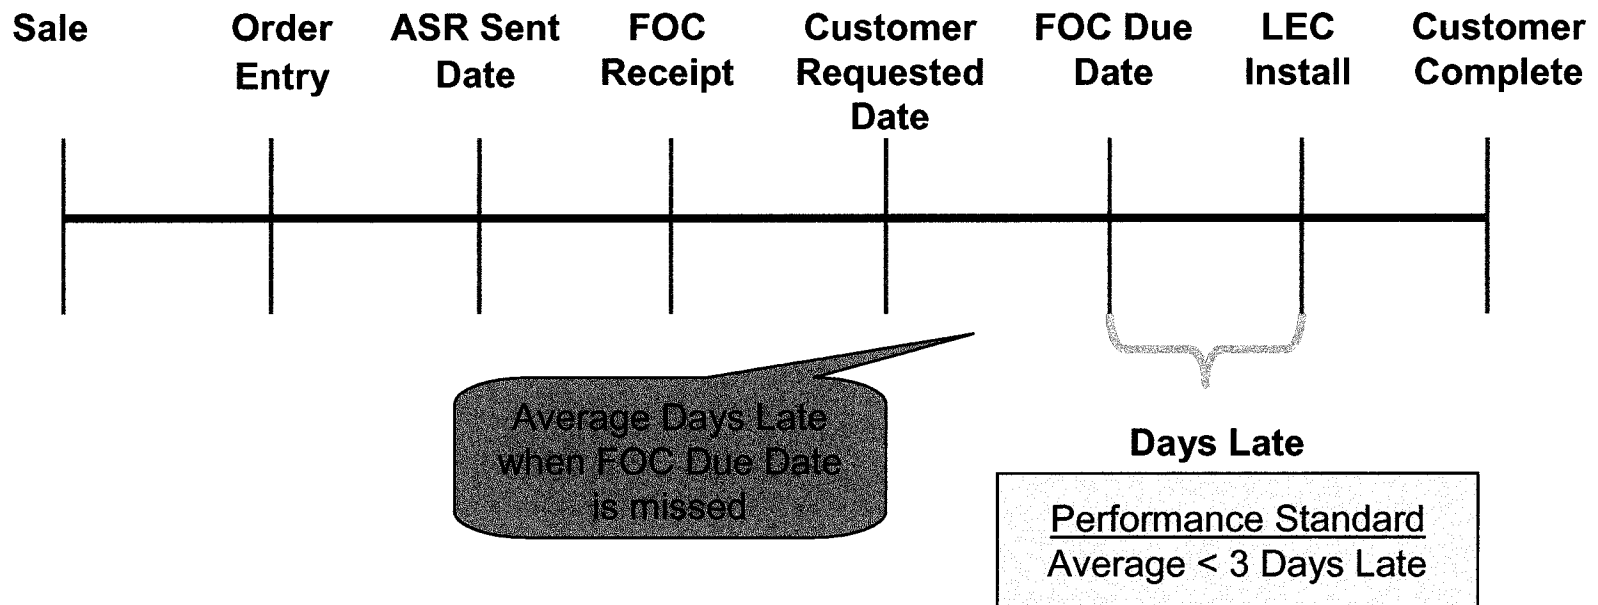 Sale
Order
Entry
ASR Sent
Date
FOC
Receipt
Customer
Requested
Date
FOC Due
Date
LEC
Install
Customer
Complete
Average Days Late
when FOC Due Date
is missed
Days Late
Performance Standard
Average < 3 Days Late